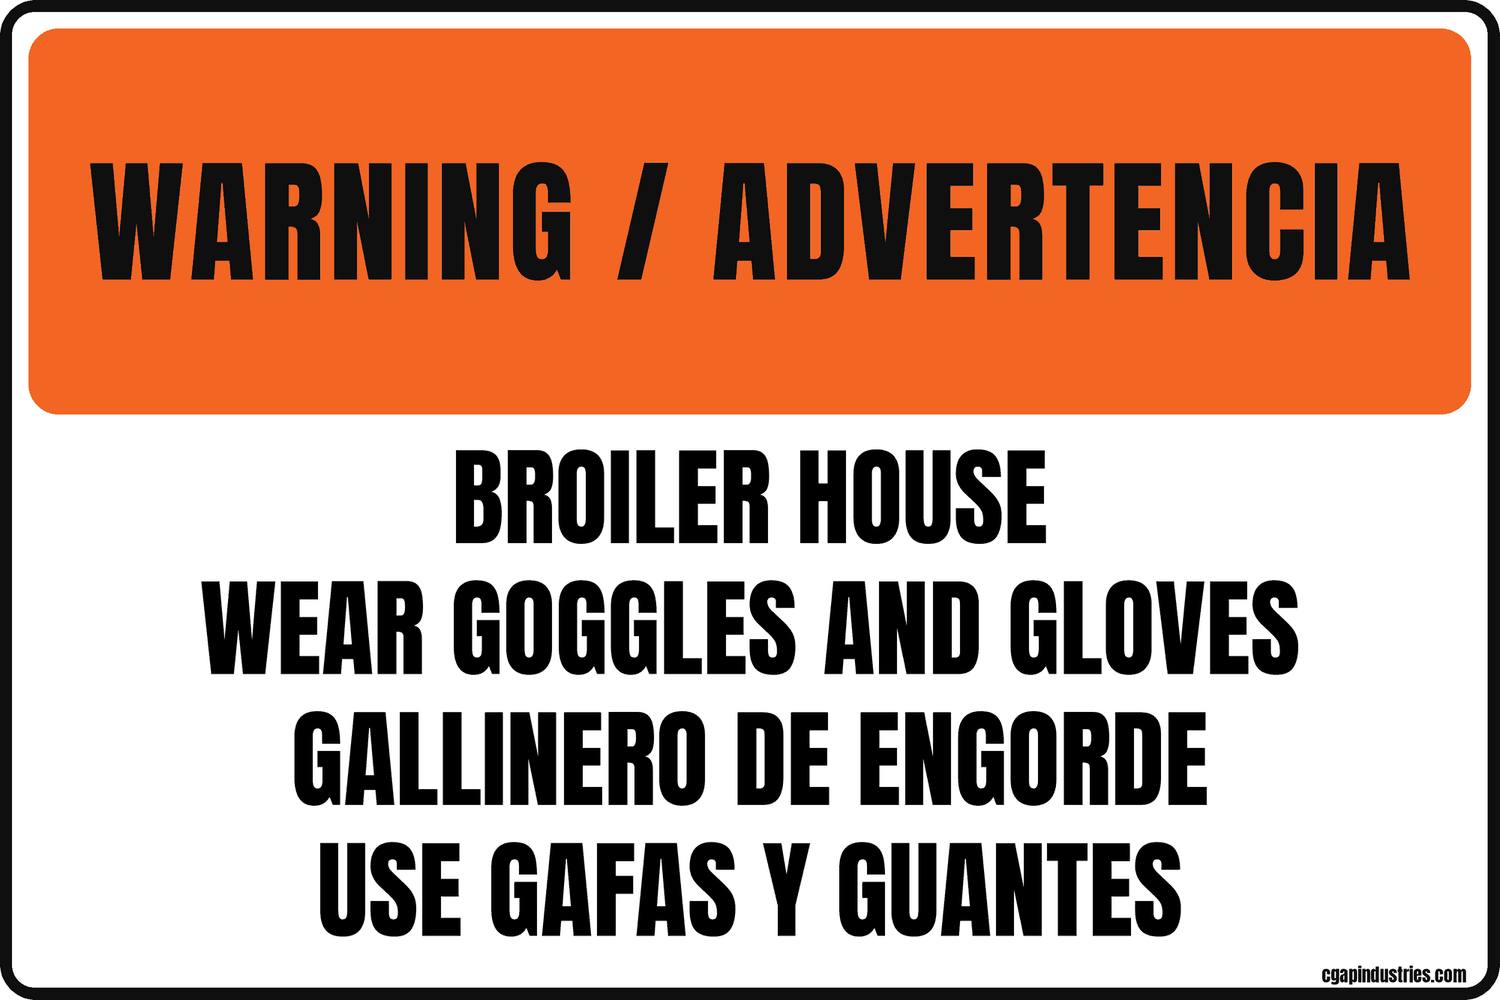 WARNING / ADVERTENCIA
BROILER HOUSE
WEAR GOGGLES AND GLOVES
GALLINERO DE ENGORDE
USE GAFAS Y GUANTES
cgapindustries.com